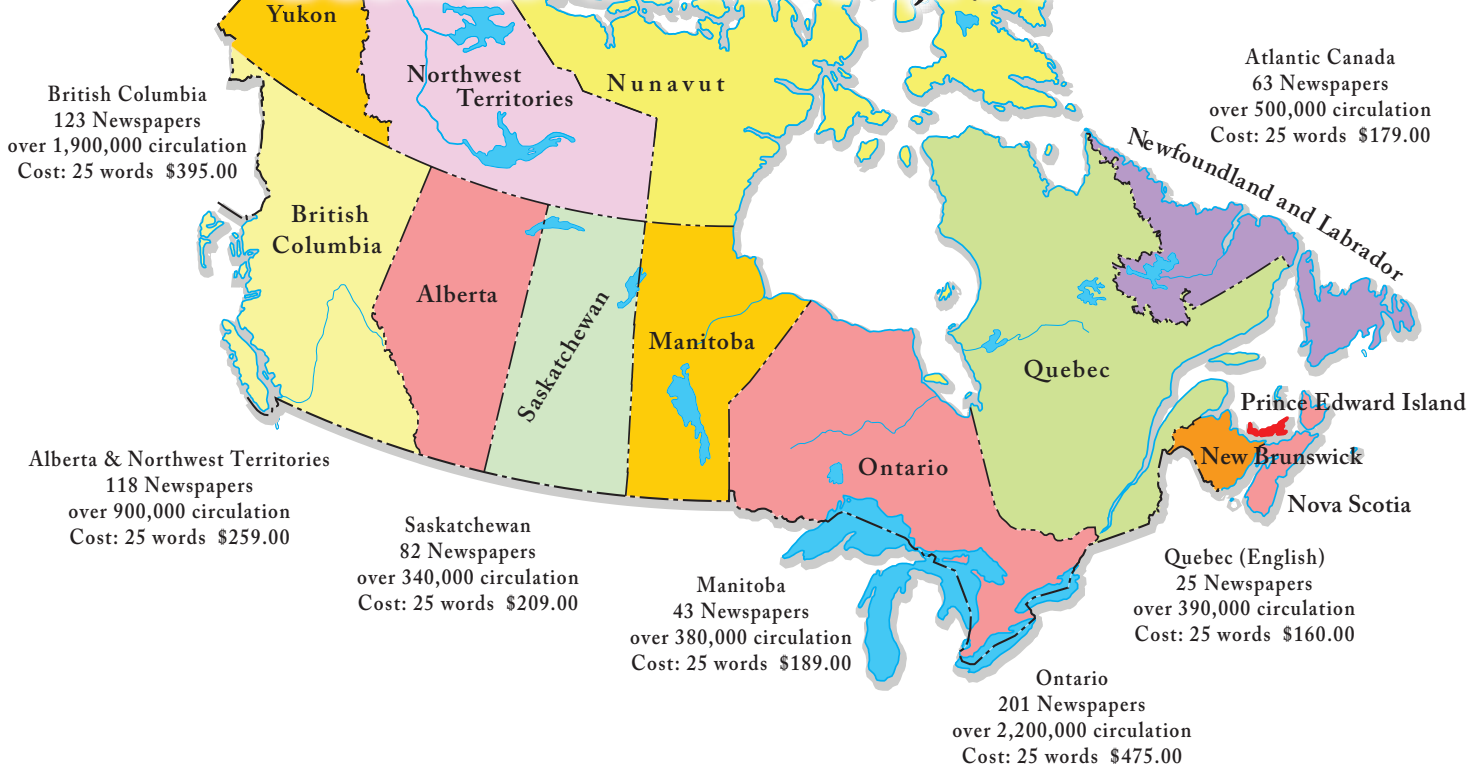 Yukon
Northwest
Territories
Nunavut
Atlantic Canada
63 Newspapers
over 500,000 circulation
Cost: 25 words $179.00
British Columbia
123 Newspapers
over 1,900,000 circulation
Cost: 25 words $395.00
Newfoundland and Labrador
British
Columbia
Alberta
Saskatchewan
Manitoba
Quebec
Prince Edward Island
New Brunswick
Ontario
Nova Scotia
Alberta & Northwest Territories
118 Newspapers
over 900,000 circulation
Cost: 25 words $259.00
Saskatchewan
82 Newspapers
over 340,000 circulation
Cost: 25 words $209.00
Manitoba
43 Newspapers
over 380,000 circulation
Cost: 25 words $189.00
Quebec (English)
25 Newspapers
over 390,000 circulation
Cost: 25 words $160.00
Ontario
201 Newspapers
over 2,200,000 circulation
Cost: 25 words $475.00